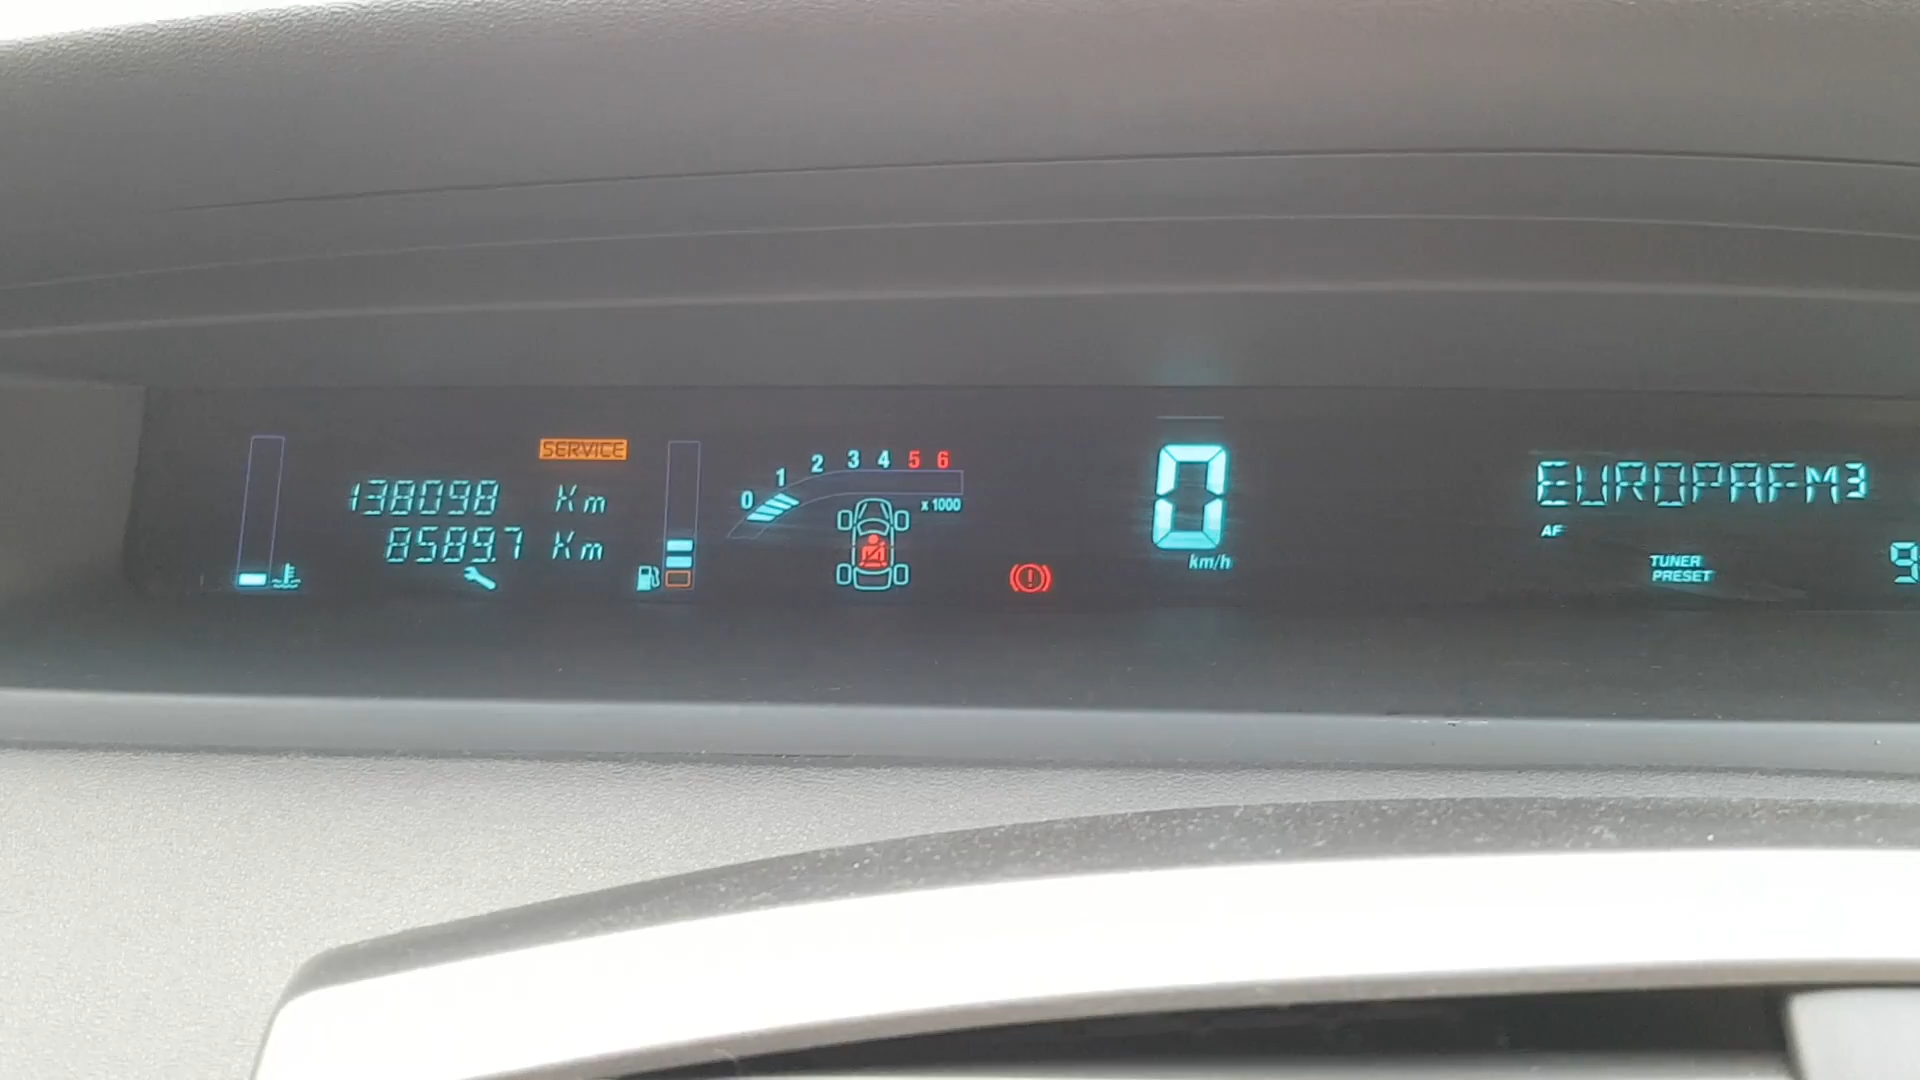 SERVICE
138098 Km
8589.7 Km
0 1 2 3 4 5 6
x 1000
0
km/h
EUROPAFM3
AF
TUNER
PRESET